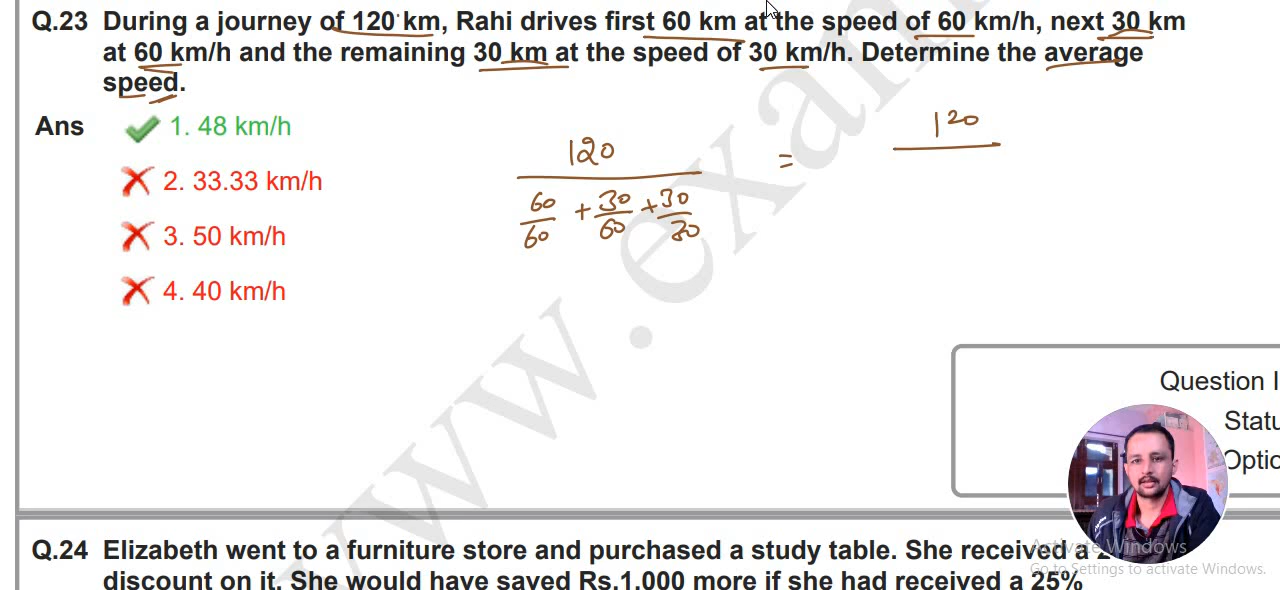 Q.23 During a journey of 120 km, Rahi drives first 60 km at the speed of 60 km/h, next 30 km
at 60 km/h and the remaining 30 km at the speed of 30 km/h. Determine the average
speed.
Ans 1. 48 km/h
2. 33.33 km/h
3. 50 km/h
4. 40 km/h
120
60 + 30 + 30
60 60 30
=
120
www.exam
Question I
Statu
Optio
Q.24 Elizabeth went to a furniture store and purchased a study table. She received a 2
discount on it. She would have saved Rs.1,000 more if she had received a 25%
Activate Windows
Go to Settings to activate Windows.